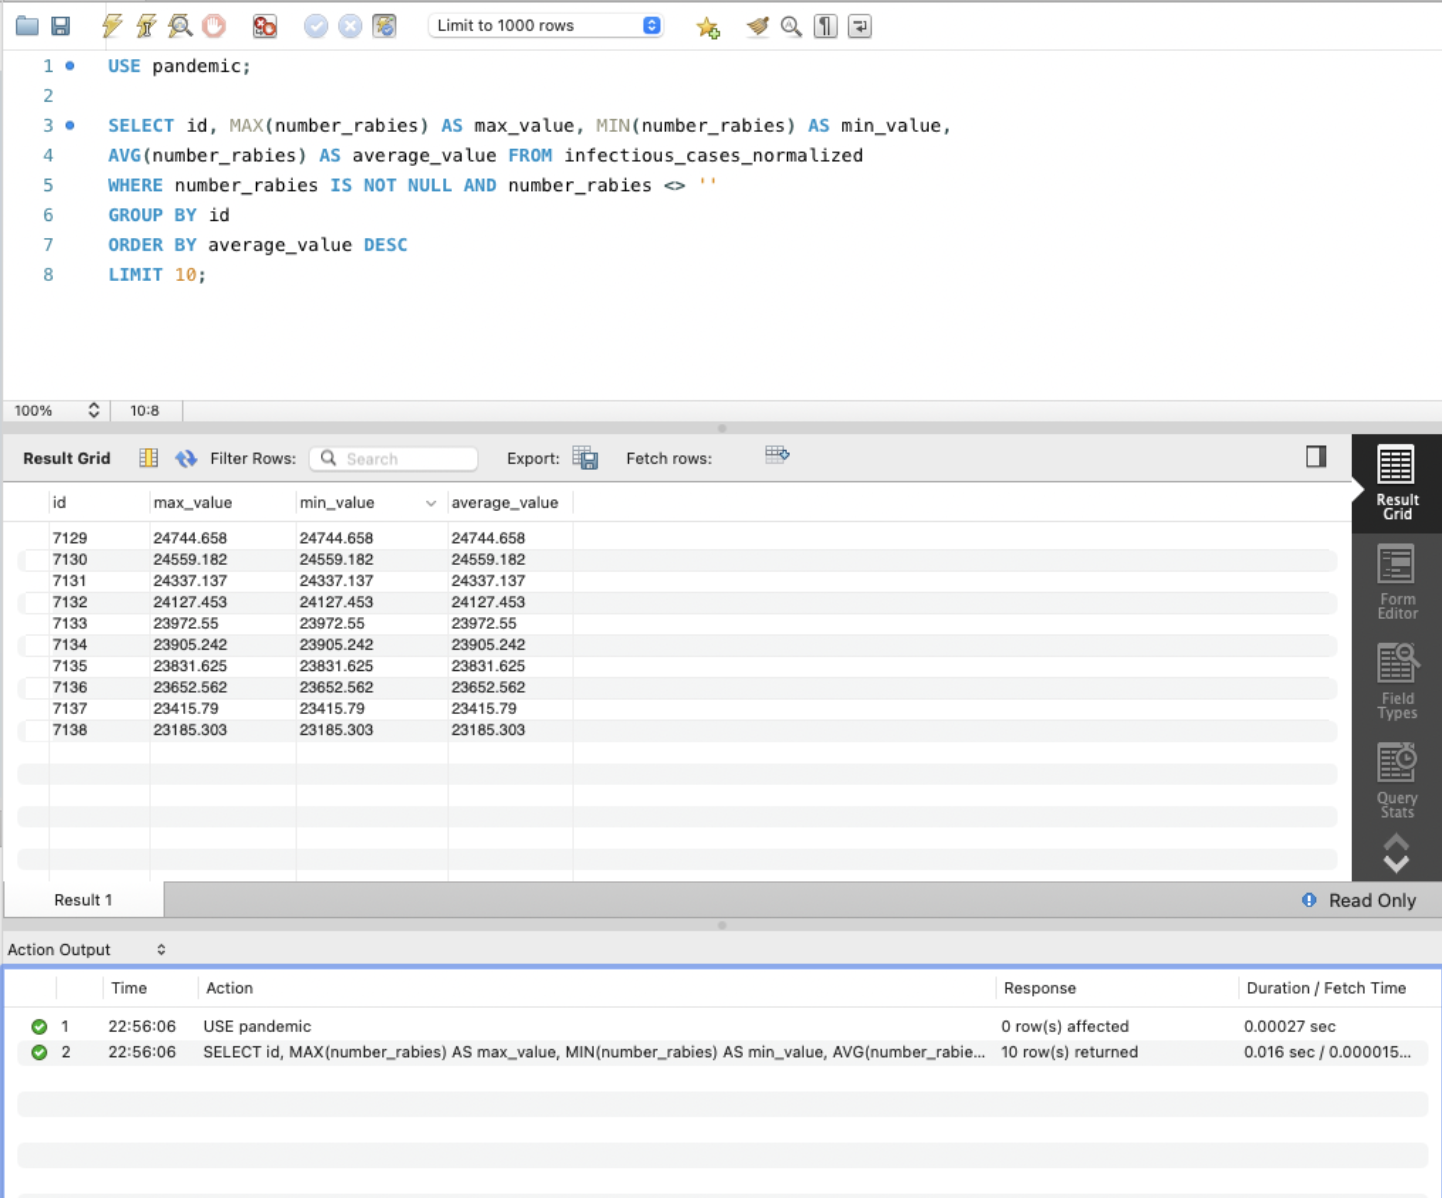 Limit to 1000 rows
1 USE pandemic;
2
3 SELECT id, MAX(number_rabies) AS max_value, MIN(number_rabies) AS min_value,
4 AVG(number_rabies) AS average_value FROM infectious_cases_normalized
5 WHERE number_rabies IS NOT NULL AND number_rabies <> ''
6 GROUP BY id
7 ORDER BY average_value DESC
8 LIMIT 10;
100% 10:8
Result Grid Filter Rows: Search Export: Fetch rows:
id max_value min_value average_value
7129 24744.658 24744.658 24744.658
7130 24559.182 24559.182 24559.182
7131 24337.137 24337.137 24337.137
7132 24127.453 24127.453 24127.453
7133 23972.55 23972.55 23972.55
7134 23905.242 23905.242 23905.242
7135 23831.625 23831.625 23831.625
7136 23652.562 23652.562 23652.562
7137 23415.79 23415.79 23415.79
7138 23185.303 23185.303 23185.303
Result
Grid
Form
Editor
Field
Types
Query
Stats
Result 1 Read Only
Action Output
Time Action Response Duration / Fetch Time
1 22:56:06 USE pandemic 0 row(s) affected 0.00027 sec
2 22:56:06 SELECT id, MAX(number_rabies) AS max_value, MIN(number_rabies) AS min_value, AVG(number_rabie... 10 row(s) returned 0.016 sec / 0.000015...